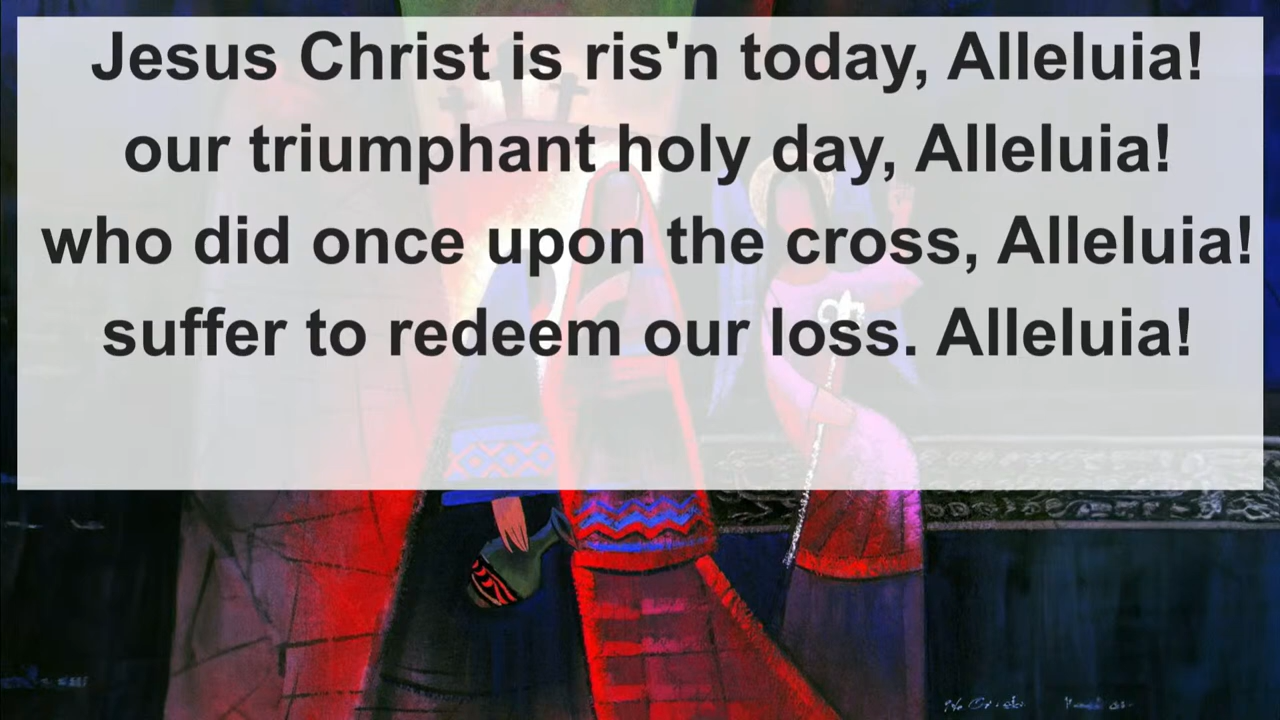 Jesus Christ is ris'n today, Alleluia!
our triumphant holy day, Alleluia!
who did once upon the cross, Alleluia!
suffer to redeem our loss. Alleluia!